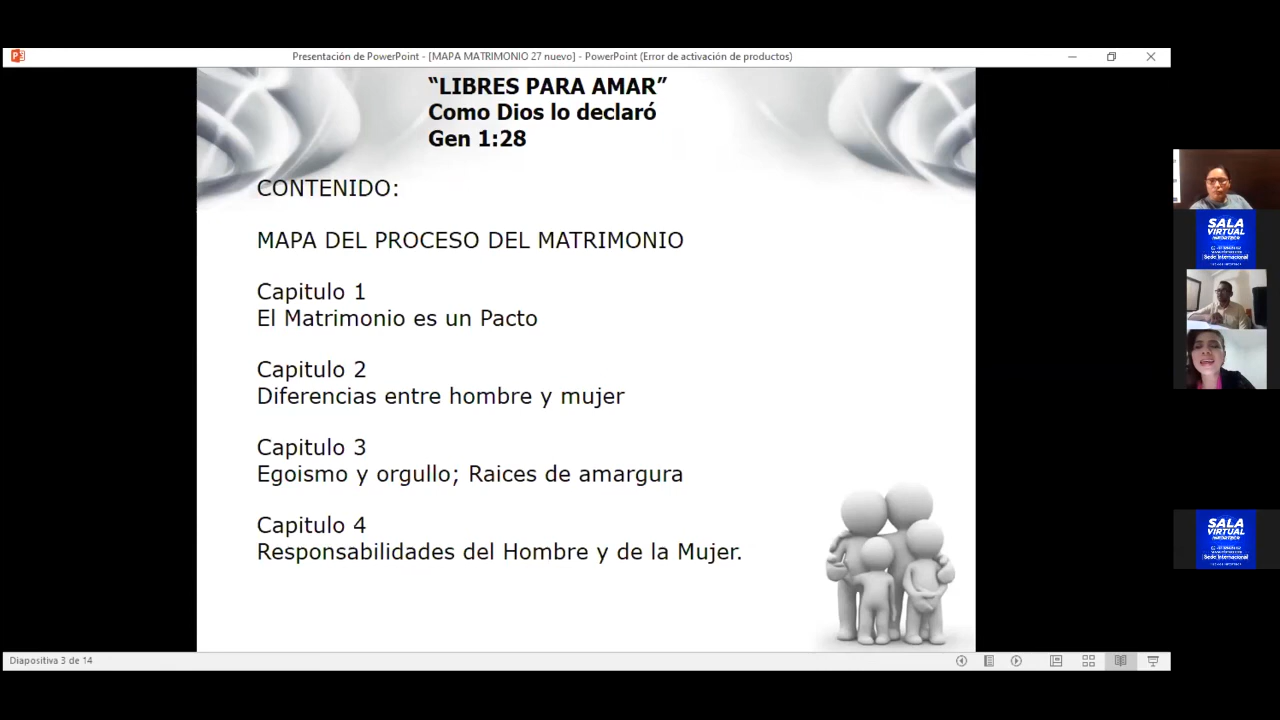 Presentación de PowerPoint - [MAPA MATRIMONIO 27 nuevo] - PowerPoint (Error de activación de productos)
“LIBRES PARA AMAR”
Como Dios lo declaró
Gen 1:28
CONTENIDO:
MAPA DEL PROCESO DEL MATRIMONIO
Capitulo 1
El Matrimonio es un Pacto
Capitulo 2
Diferencias entre hombre y mujer
Capitulo 3
Egoismo y orgullo; Raices de amargura
Capitulo 4
Responsabilidades del Hombre y de la Mujer.
SALA
VIRTUAL
Sede Internacional
SALA
VIRTUAL
Sede Internacional
Diapositiva 3 de 14